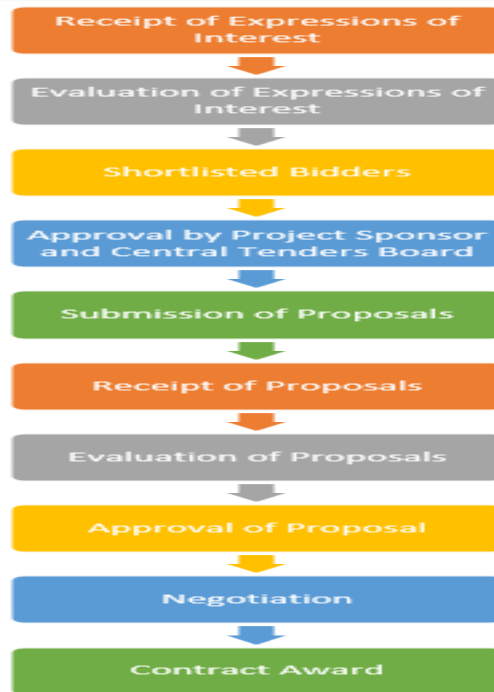 Receipt of Expressions of
Interest
Evaluation of Expressions of
Interest
Shortlisted Bidders
Approval by Project Sponsor
and Central Tenders Board
Submission of Proposals
Receipt of Proposals
Evaluation of Proposals
Approval of Proposal
Negotiation
Contract Award